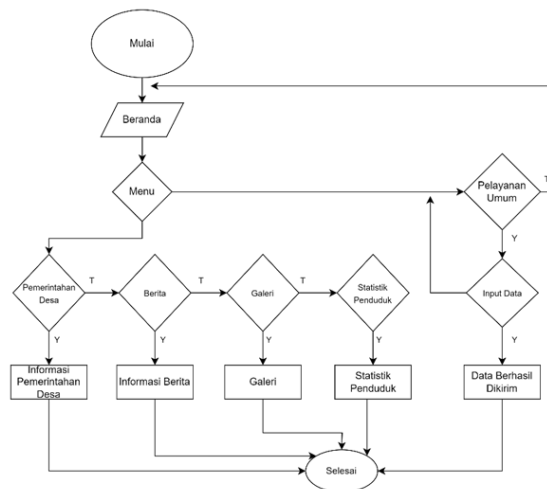 Mulai
Beranda
Menu
Pelayanan
Umum
T
Y
Pemerintahan
Desa
T
Berita
T
Galeri
T
Statistik
Penduduk
Input Data
Y
Y
Y
Y
Y
Informasi
Pemerintahan
Desa
Informasi Berita
Galeri
Statistik
Penduduk
Data Berhasil
Dikirim
Selesai